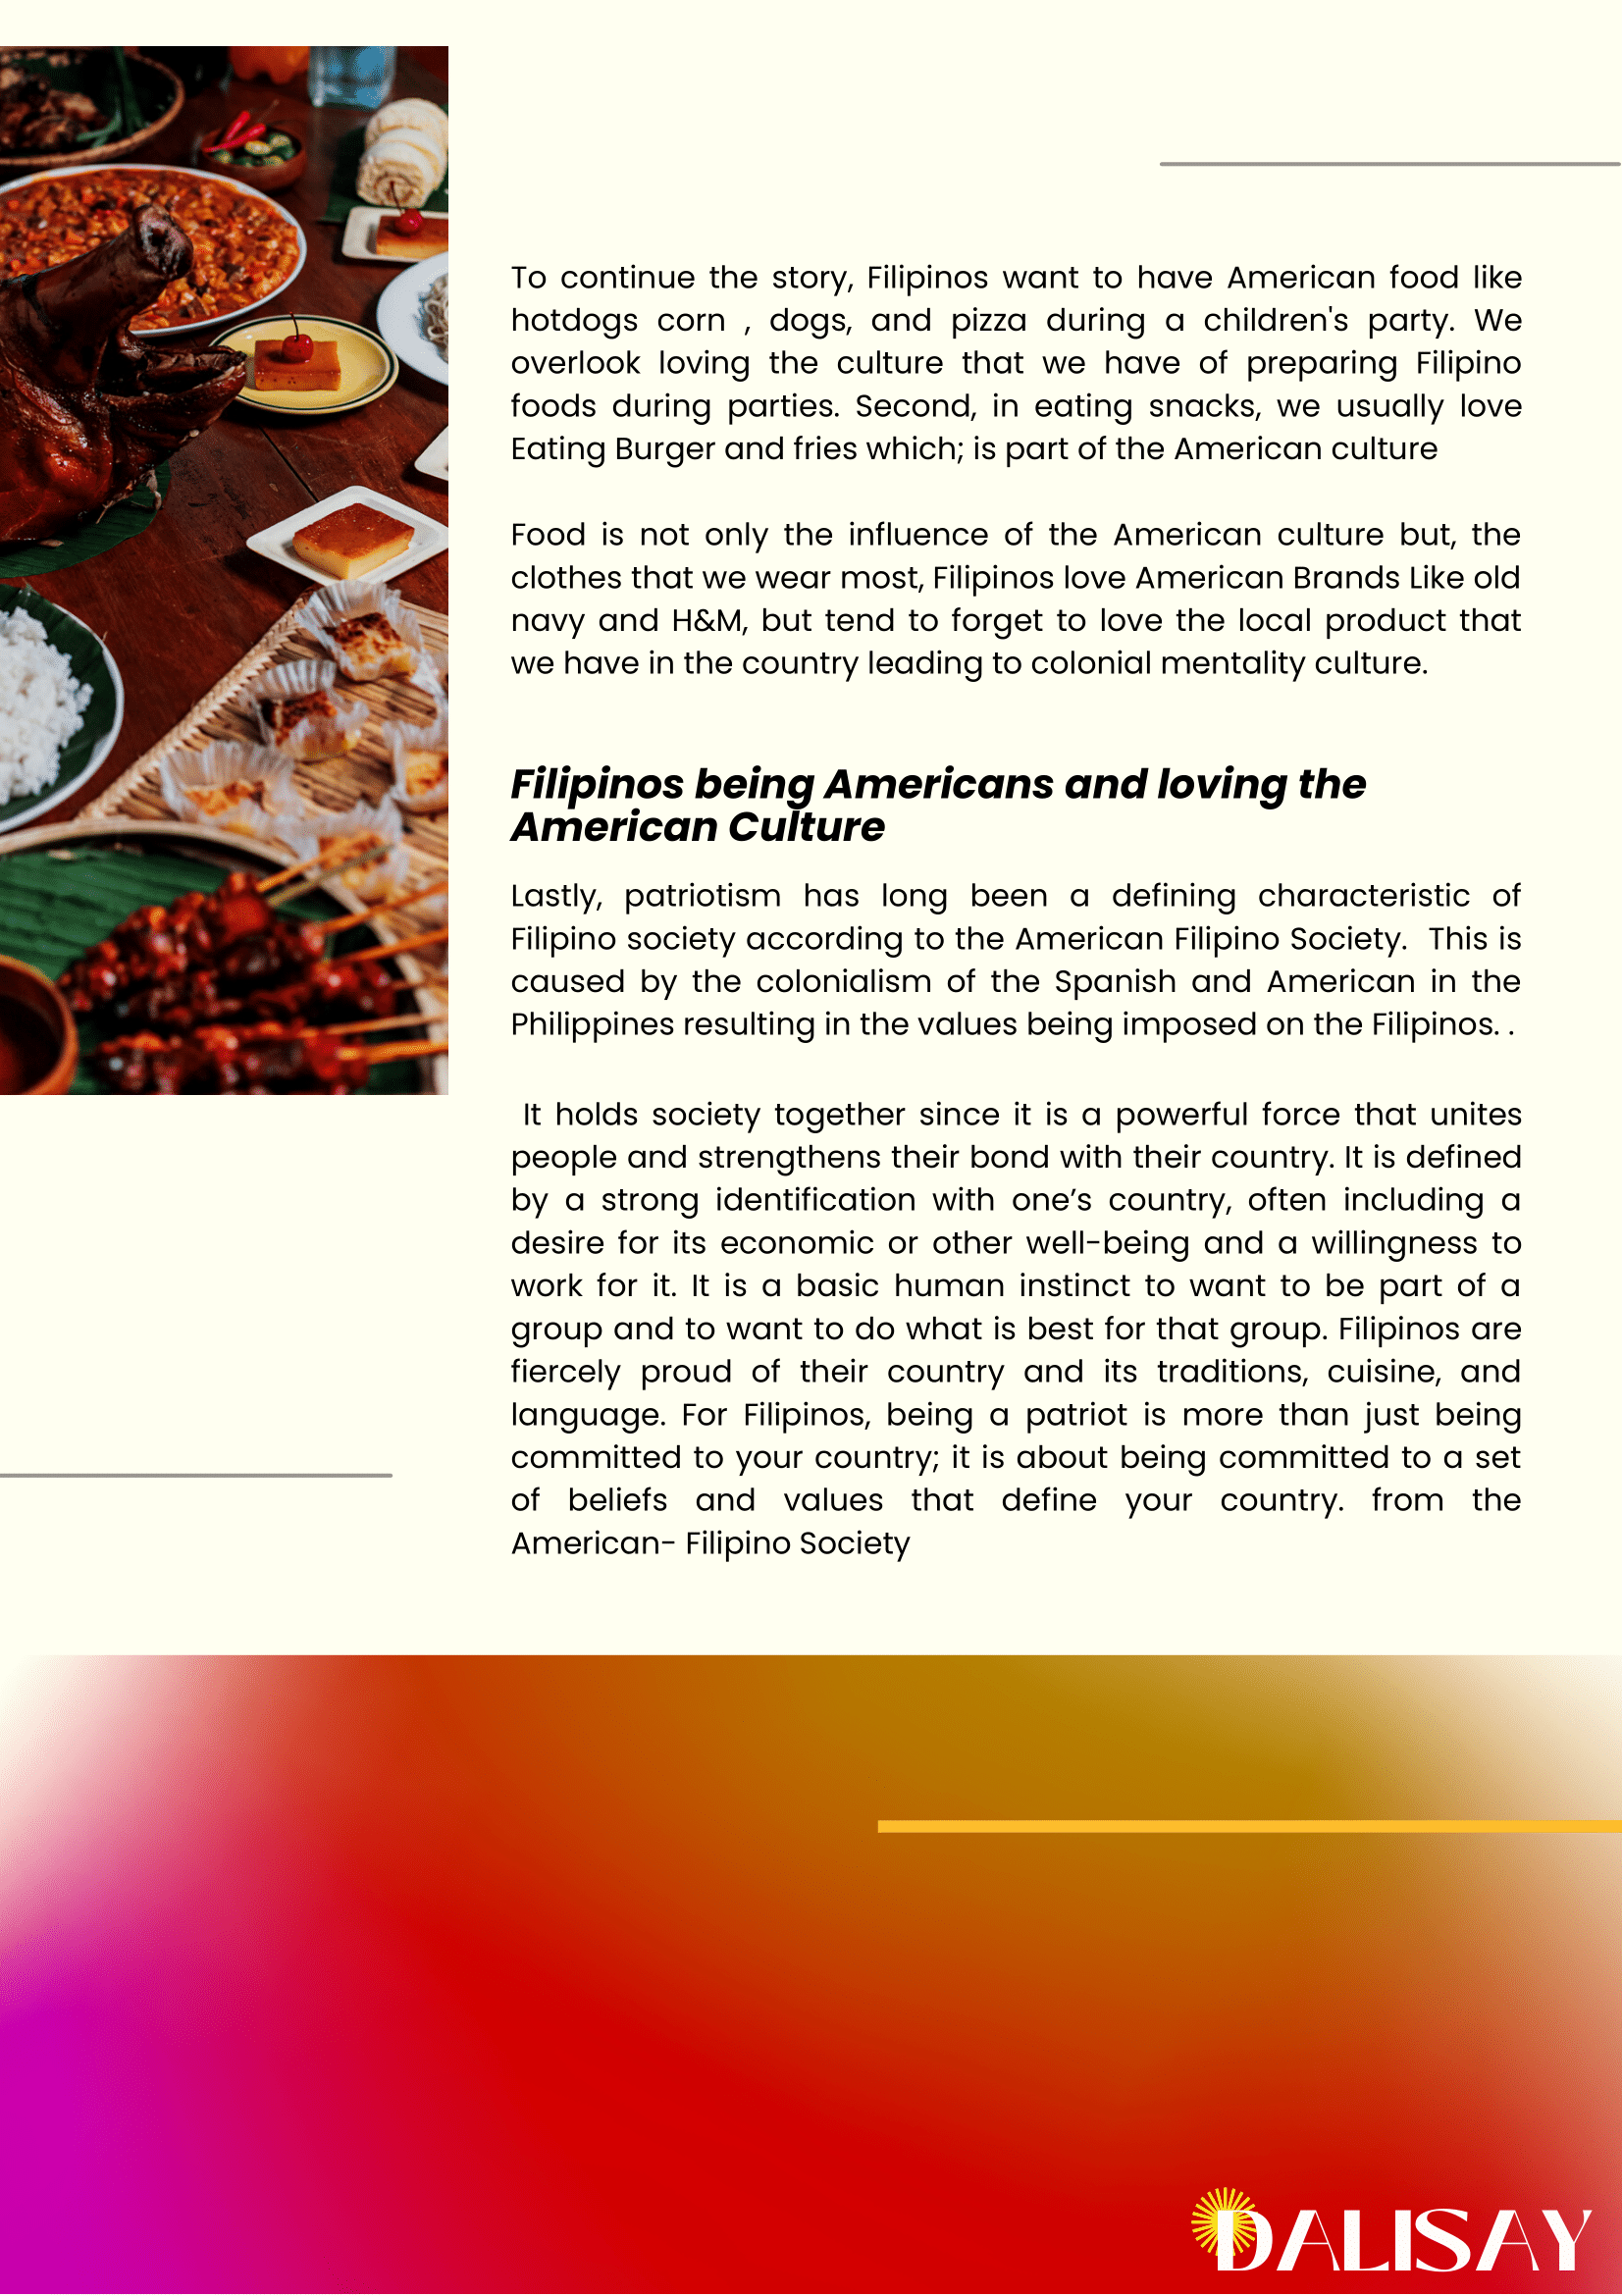 To continue the story, Filipinos want to have American food like
hotdogs corn , dogs, and pizza during a children's party. We
overlook loving the culture that we have of preparing Filipino
foods during parties. Second, in eating snacks, we usually love
Eating Burger and fries which; is part of the American culture
Food is not only the influence of the American culture but, the
clothes that we wear most, Filipinos love American Brands Like old
navy and H&M, but tend to forget to love the local product that
we have in the country leading to colonial mentality culture.
Filipinos being Americans and loving the
American Culture
Lastly, patriotism has long been a defining characteristic of
Filipino society according to the American Filipino Society.  This is
caused by the colonialism of the Spanish and American in the
Philippines resulting in the values being imposed on the Filipinos. .
It holds society together since it is a powerful force that unites
people and strengthens their bond with their country. It is defined
by a strong identification with one’s country, often including a
desire for its economic or other well-being and a willingness to
work for it. It is a basic human instinct to want to be part of a
group and to want to do what is best for that group. Filipinos are
fiercely proud of their country and its traditions, cuisine, and
language. For Filipinos, being a patriot is more than just being
committed to your country; it is about being committed to a set
of beliefs and values that define your country. from the
American- Filipino Society
DALISAY